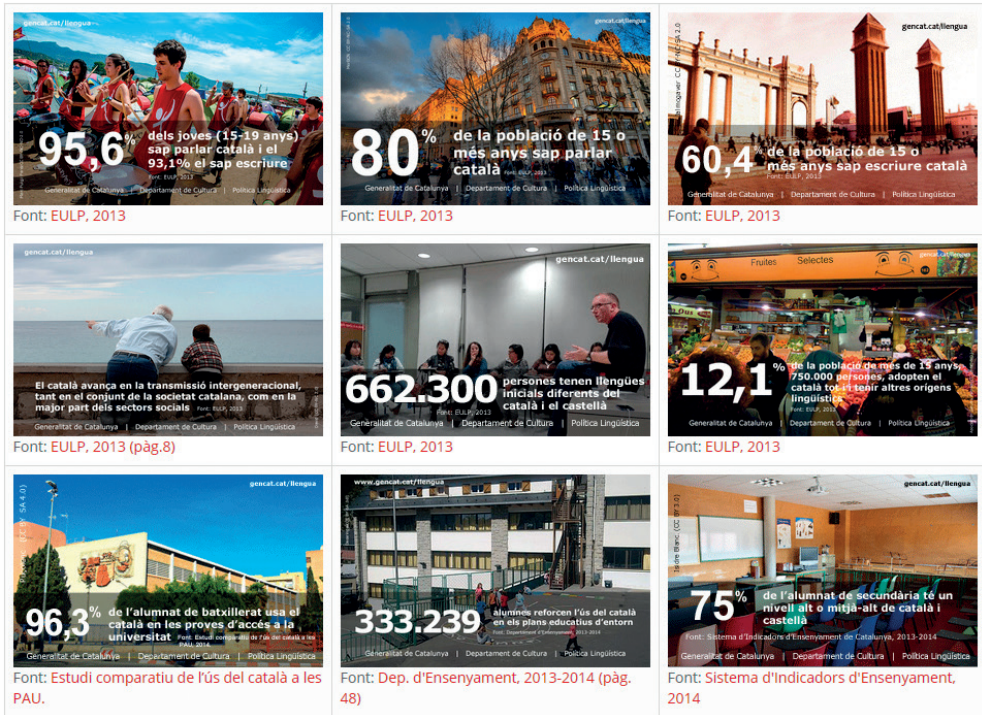 gencat.cat/llengua
95,6%
dels joves (15-19 anys)
sap parlar català i el
93,1% el sap escriure
Font: EULP, 2013
Generalitat de Catalunya | Departament de Cultura | Política Lingüística
Font: EULP, 2013
gencat.cat/llengua
80%
de la població de 15 o
més anys sap parlar
català Font: EULP, 2013
Generalitat de Catalunya | Departament de Cultura | Política Lingüística
Font: EULP, 2013
gencat.cat/llengua
60,4%
de la població de 15 o
més anys sap escriure català
Font: EULP, 2013
Generalitat de Catalunya | Departament de Cultura | Política Lingüística
Font: EULP, 2013
gencat.cat/llengua
El català avança en la transmissió intergeneracional,
tant en el conjunt de la societat catalana, com en la
major part dels sectors socials Font: EULP, 2013
Generalitat de Catalunya | Departament de Cultura | Política Lingüística
Font: EULP, 2013 (pàg.8)
gencat.cat/llengua
662.300
persones tenen llengües
inicials diferents del
català i el castellà
Font: EULP, 2013
Generalitat de Catalunya | Departament de Cultura | Política Lingüística
Font: EULP, 2013
gencat.cat/llengua
Fruites Selectes
12,1%
de la població de més de 15 anys,
750.000 persones, adopten el
català tot i tenir altres orígens
lingüístics
Font: EULP, 2013
Generalitat de Catalunya | Departament de Cultura | Política Lingüística
Font: EULP, 2013
gencat.cat/llengua
96,3%
de l'alumnat de batxillerat usa el
català en les proves d'accés a la
universitat Font: Estudi comparatiu de l'ús del català a les
PAU, 2014.
Generalitat de Catalunya | Departament de Cultura | Política Lingüística
Font: Estudi comparatiu de l'ús del català a les
PAU.
www.gencat.cat/llengua
333.239
alumnes reforcen l'ús del català
en els plans educatius d'entorn
Font: Departament d'Ensenyament, 2013-2014
Generalitat de Catalunya | Departament de Cultura | Política Lingüística
Font: Dep. d'Ensenyament, 2013-2014 (pàg.
48)
gencat.cat/llengua
Isidre Blanc (CC BY 3.0)
75%
de l'alumnat de secundària té un
nivell alt o mitjà-alt de català i
castellà
Font: Sistema d'Indicadors d'Ensenyament de Catalunya, 2013-2014
Generalitat de Catalunya | Departament de Cultura | Política Lingüística
Font: Sistema d'Indicadors d'Ensenyament,
2014